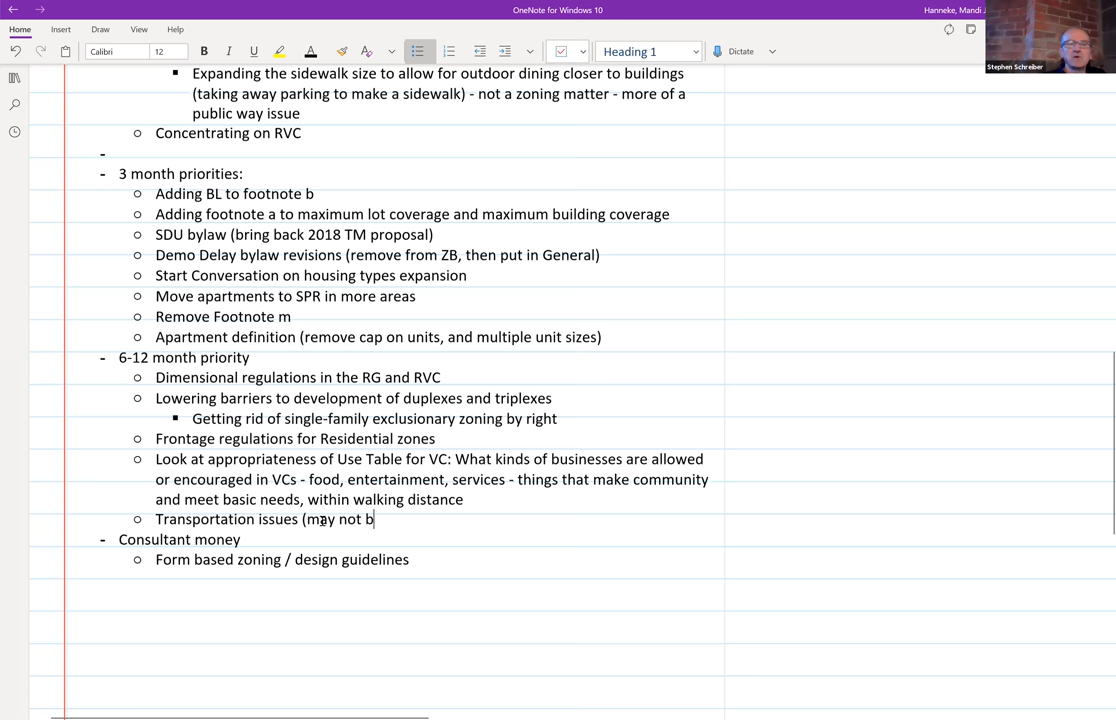 OneNote for Windows 10
Hanneke, Mandi J
Home Insert Draw View Help
Calibri 12 B I U A Heading 1 Dictate
Stephen Schreiber
Expanding the sidewalk size to allow for outdoor dining closer to buildings
(taking away parking to make a sidewalk) - not a zoning matter - more of a
public way issue
Concentrating on RVC
-
- 3 month priorities:
Adding BL to footnote b
Adding footnote a to maximum lot coverage and maximum building coverage
SDU bylaw (bring back 2018 TM proposal)
Demo Delay bylaw revisions (remove from ZB, then put in General)
Start Conversation on housing types expansion
Move apartments to SPR in more areas
Remove Footnote m
Apartment definition (remove cap on units, and multiple unit sizes)
- 6-12 month priority
Dimensional regulations in the RG and RVC
Lowering barriers to development of duplexes and triplexes
Getting rid of single-family exclusionary zoning by right
Frontage regulations for Residential zones
Look at appropriateness of Use Table for VC: What kinds of businesses are allowed
or encouraged in VCs - food, entertainment, services - things that make community
and meet basic needs, within walking distance
Transportation issues (may not b
- Consultant money
Form based zoning / design guidelines